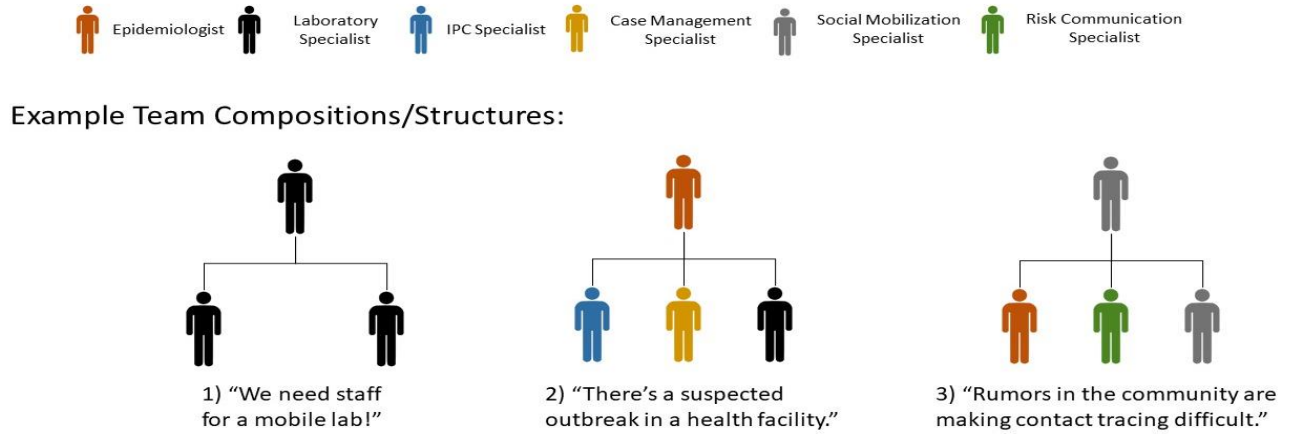 Epidemiologist
Laboratory
Specialist
IPC Specialist
Case Management
Specialist
Social Mobilization
Specialist
Risk Communication
Specialist
Example Team Compositions/Structures:
1) “We need staff
for a mobile lab!”
2) “There’s a suspected
outbreak in a health facility.”
3) “Rumors in the community are
making contact tracing difficult.”